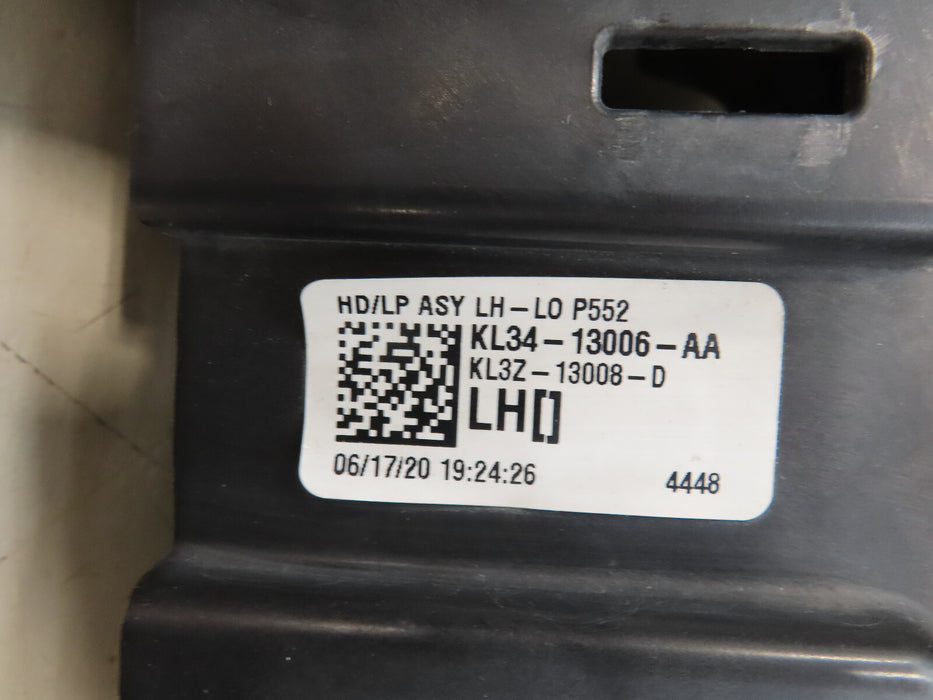 HD/LP ASY LH-LO P552
KL34-13006-AA
KL3Z-13008-D
LH[]
06/17/20 19:24:26
4448